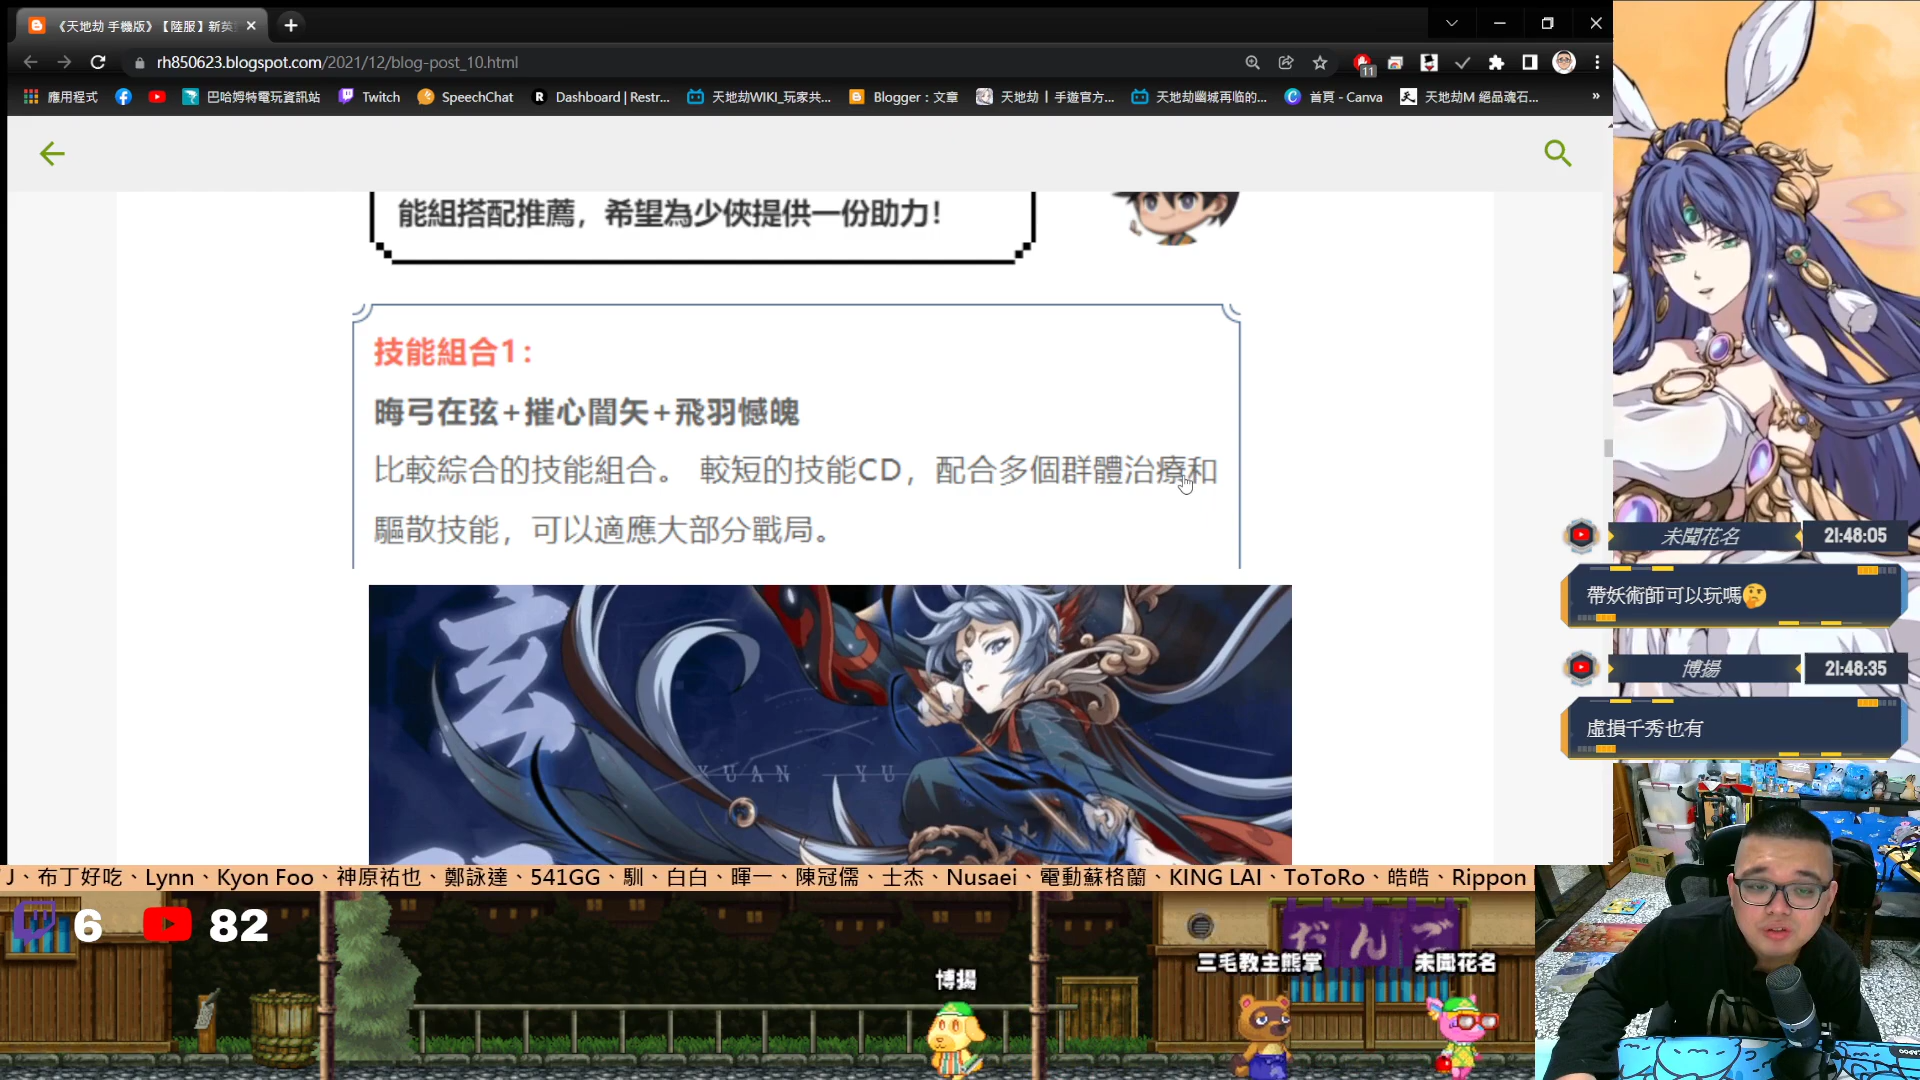 《天地劫 手機版》【陸服】新英
rh850623.blogspot.com/2021/12/blog-post_10.html
11
應用程式
巴哈姆特電玩資訊站
Twitch
SpeechChat
Dashboard | Restr...
天地劫WIKI_玩家共...
Blogger：文章
天地劫丨手遊官方...
天地劫幽城再临的...
首頁 - Canva
天地劫M 絕品魂石...
»
能組搭配推薦，希望為少俠提供一份助力！
技能組合1：
晦弓在弦+摧心闇矢+飛羽憾魄
比較綜合的技能組合。 較短的技能CD，配合多個群體治療和
驅散技能，可以適應大部分戰局。
玄
XUAN YU
未聞花名
21:48:05
帶妖術師可以玩嗎🤔
博揚
21:48:35
虛損千秀也有
J、布丁好吃、Lynn、Kyon Foo、神原祐也、鄭詠達、541GG、馴、白白、暉一、陳冠儒、士杰、Nusaei、電動蘇格蘭、KING LAI、ToToRo、皓皓、Rippon
6
82
だんご
三毛教主熊掌
未聞花名
博揚